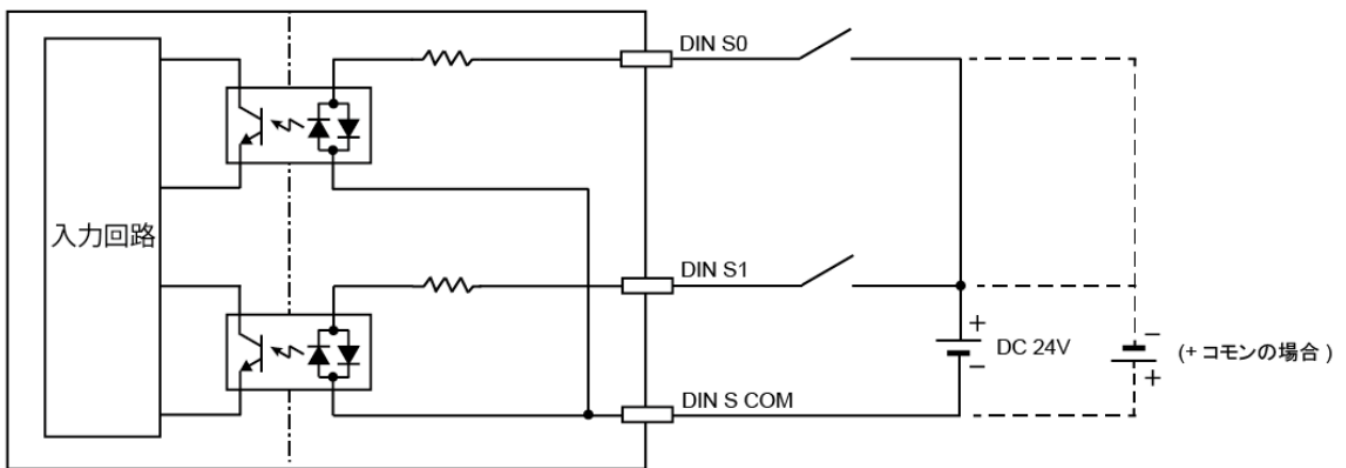 DIN S0
入力回路
DIN S1
+
DC 24V
−
−
(+ コモンの場合 )
+
DIN S COM